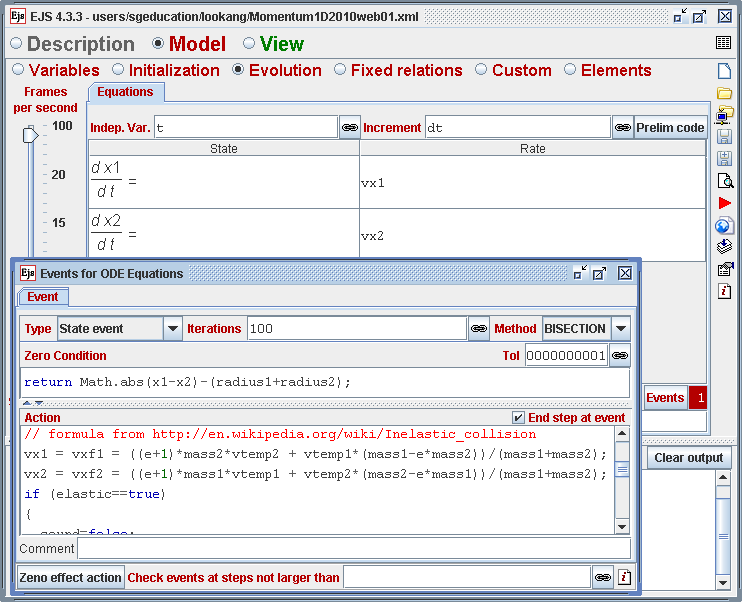 EJS 4.3.3 - users/sgeducation/lookang/Momentum1D2010web01.xml
Description Model View
Variables Initialization Evolution Fixed relations Custom Elements
Frames
per second
100
20
15
Equations
Indep. Var. t Increment dt Prelim code
State Rate
d x1
d t
= vx1
d x2
d t
= vx2
Ejs Events for ODE Equations
Event
Type State event Iterations 100 Method BISECTION
Zero Condition Tol 0000000001
return Math.abs(x1-x2)-(radius1+radius2);
Events 1
Action End step at event
// formula from http://en.wikipedia.org/wiki/Inelastic_collision
vx1 = vxf1 = ((e+1)*mass2*vtemp2 + vtemp1*(mass1-e*mass2))/(mass1+mass2);
vx2 = vxf2 = ((e+1)*mass1*vtemp1 + vtemp2*(mass2-e*mass1))/(mass1+mass2);
if (elastic==true)
{
sound=false;
Clear output
Comment
Zeno effect action Check events at steps not larger than